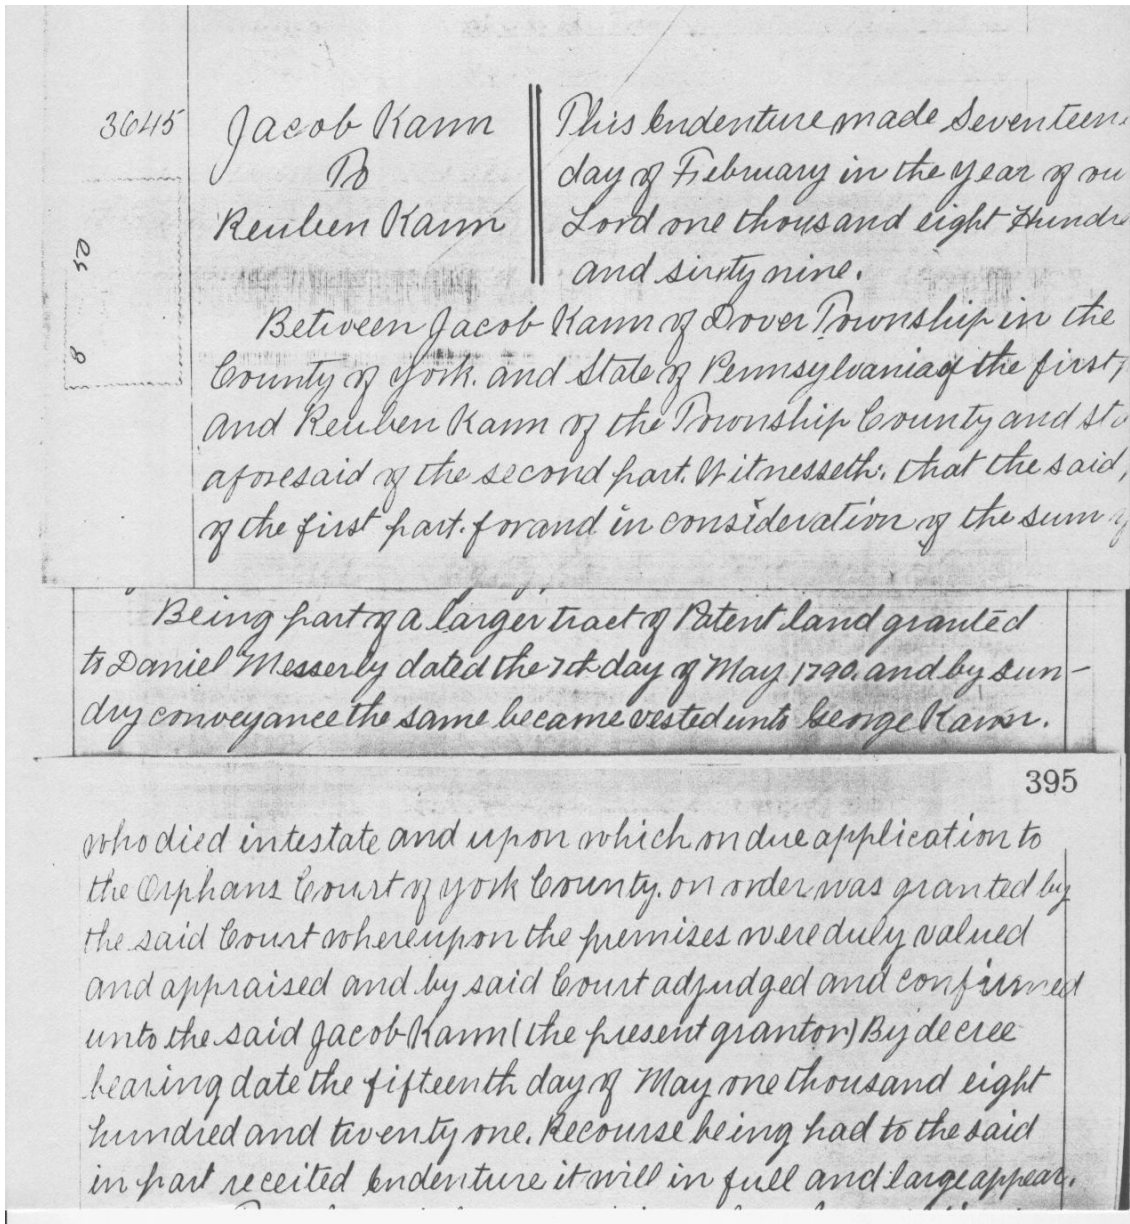 3645
Jacob Kann
To
Reuben Kann
This Indenture made Seventeen
day of February in the year of ou
Lord one thousand eight Hundre
and sixty nine.
50
8
Between Jacob Kann of Dover Township in the
County of York. and State of Pennsylvania of the first
and Reuben Kann of the Township County and sta
aforesaid of the second part. Witnesseth: that the said,
of the first part. for and in consideration of the sum of
Being part of a larger tract of Patent land granted
to Daniel Messerly dated the day of May 1790. and by sun-
dry conveyance the same became vested unto George Kann.
395
who died intestate and upon which on due application to
the Orphans Court of York County. on order was granted by
the said Court whereupon the premises were duly valued
and appraised and by said Court adjudged and confirmed
unto the said Jacob Kann (the present grantor) By decree
bearing date the fifteenth day of May one thousand eight
hundred and twenty one. Recourse being had to the said
in part receited Indenture it will in full and large appear.